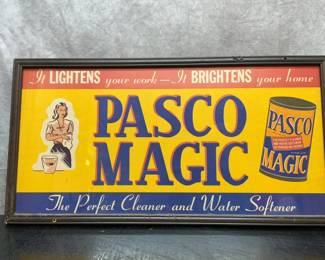 It LIGHTENS your work - It BRIGHTENS your home
PASCO
MAGIC
PASCO
MAGIC
The Perfect Cleaner and Water Softener